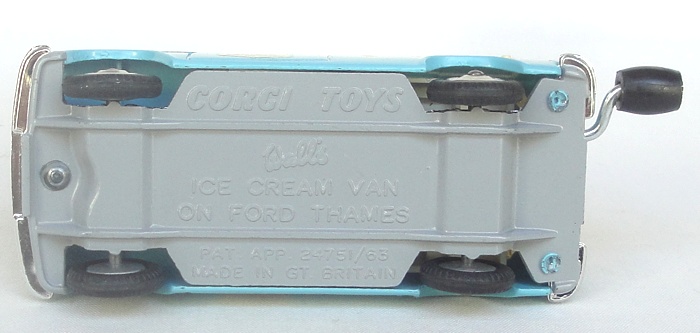 CORGI TOYS
Wall's
ICE CREAM VAN
ON FORD THAMES
PAT. APP. 24751/63
MADE IN GT BRITAIN